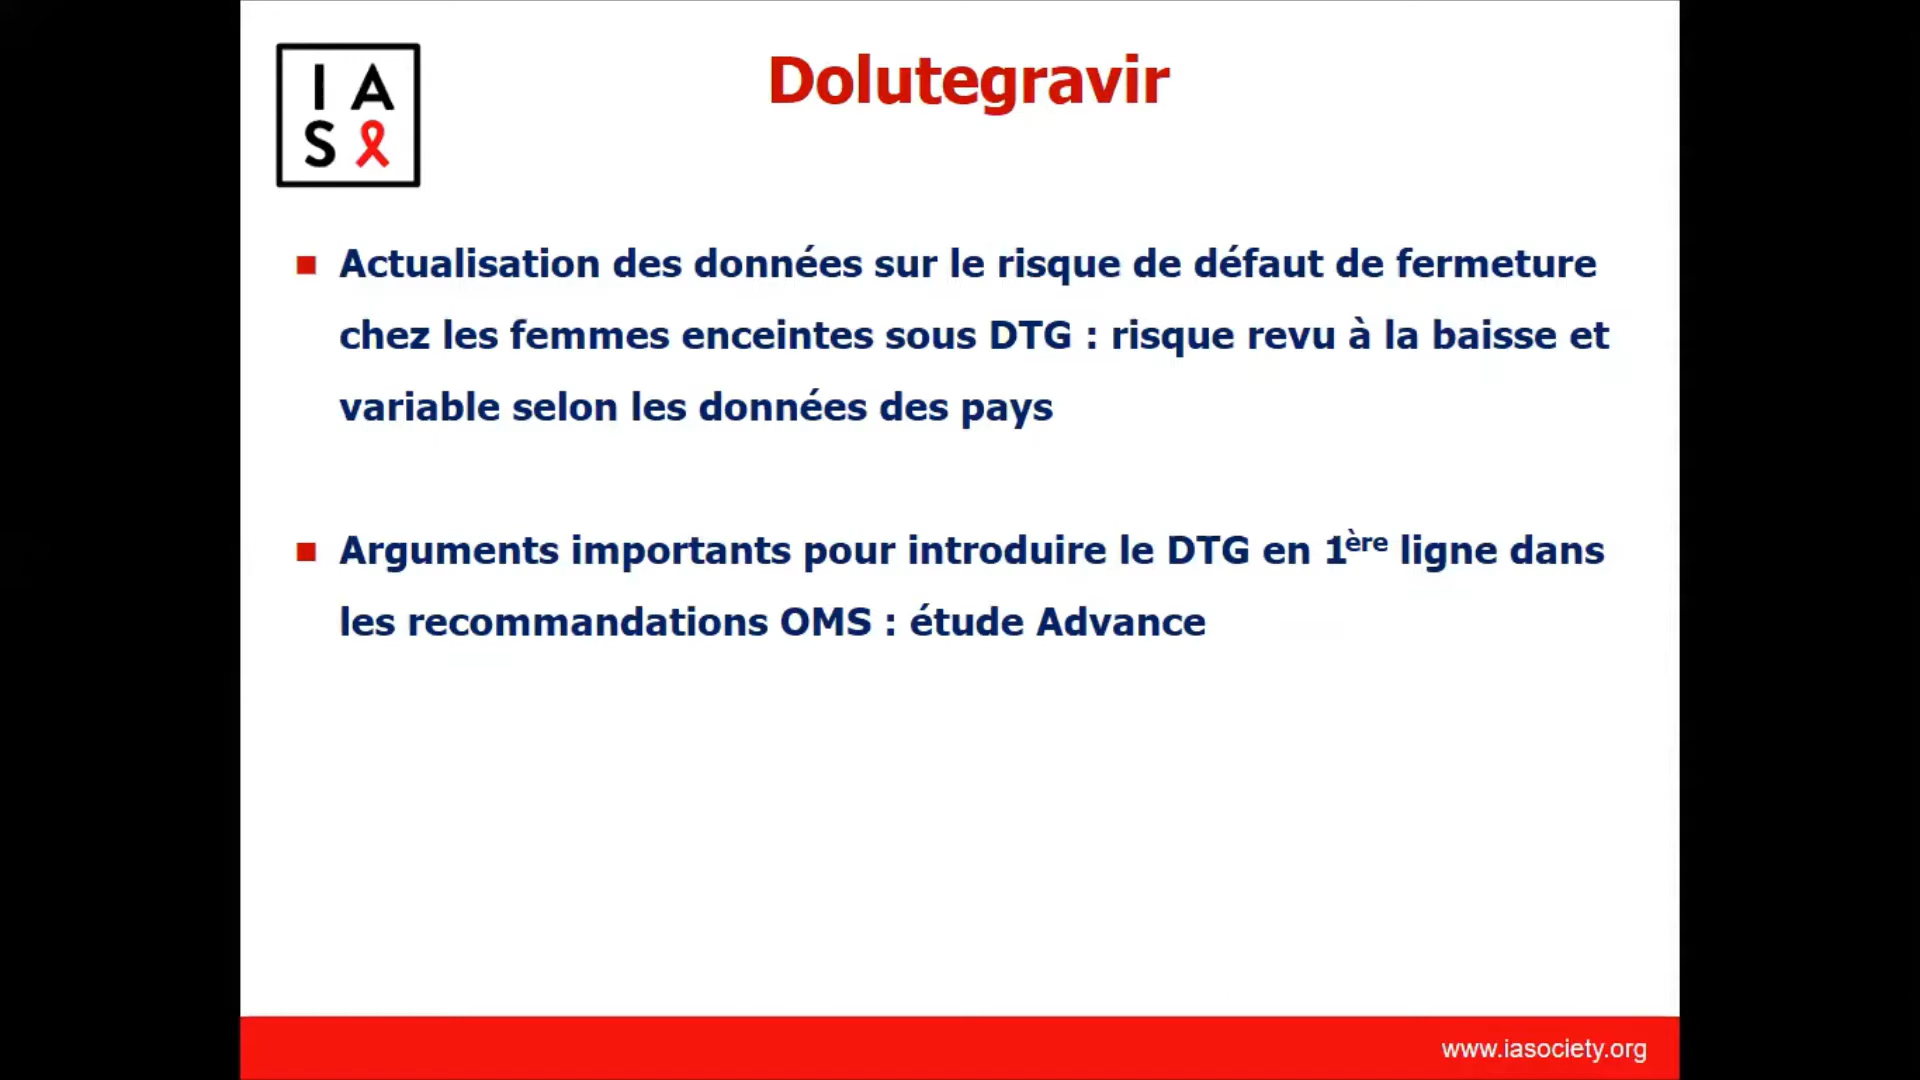 I A
S
Dolutegravir
Actualisation des données sur le risque de défaut de fermeture
chez les femmes enceintes sous DTG : risque revu à la baisse et
variable selon les données des pays
Arguments importants pour introduire le DTG en 1ère ligne dans
les recommandations OMS : étude Advance
www.iasociety.org